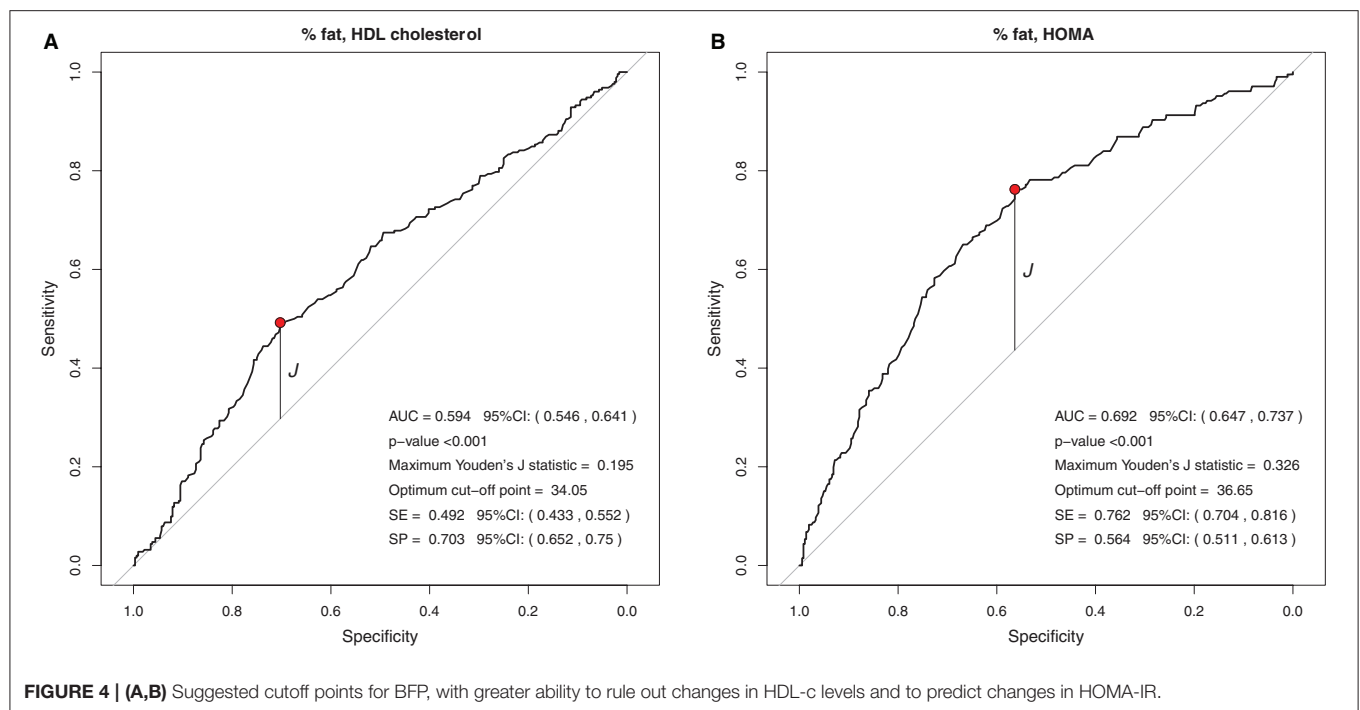 A
% fat, HDL cholesterol
Sensitivity
1.0
0.8
0.6
0.4
0.2
0.0
J
AUC = 0.594 95%CI: ( 0.546 , 0.641 )
p−value <0.001
Maximum Youden's J statistic = 0.195
Optimum cut−off point = 34.05
SE = 0.492 95%CI: ( 0.433 , 0.552 )
SP = 0.703 95%CI: ( 0.652 , 0.75 )
1.0 0.8 0.6 0.4 0.2 0.0
Specificity
B
% fat, HOMA
Sensitivity
1.0
0.8
0.6
0.4
0.2
0.0
J
AUC = 0.692 95%CI: ( 0.647 , 0.737 )
p−value <0.001
Maximum Youden's J statistic = 0.326
Optimum cut−off point = 36.65
SE = 0.762 95%CI: ( 0.704 , 0.816 )
SP = 0.564 95%CI: ( 0.511 , 0.613 )
1.0 0.8 0.6 0.4 0.2 0.0
Specificity
FIGURE 4 | (A,B) Suggested cutoff points for BFP, with greater ability to rule out changes in HDL-c levels and to predict changes in HOMA-IR.